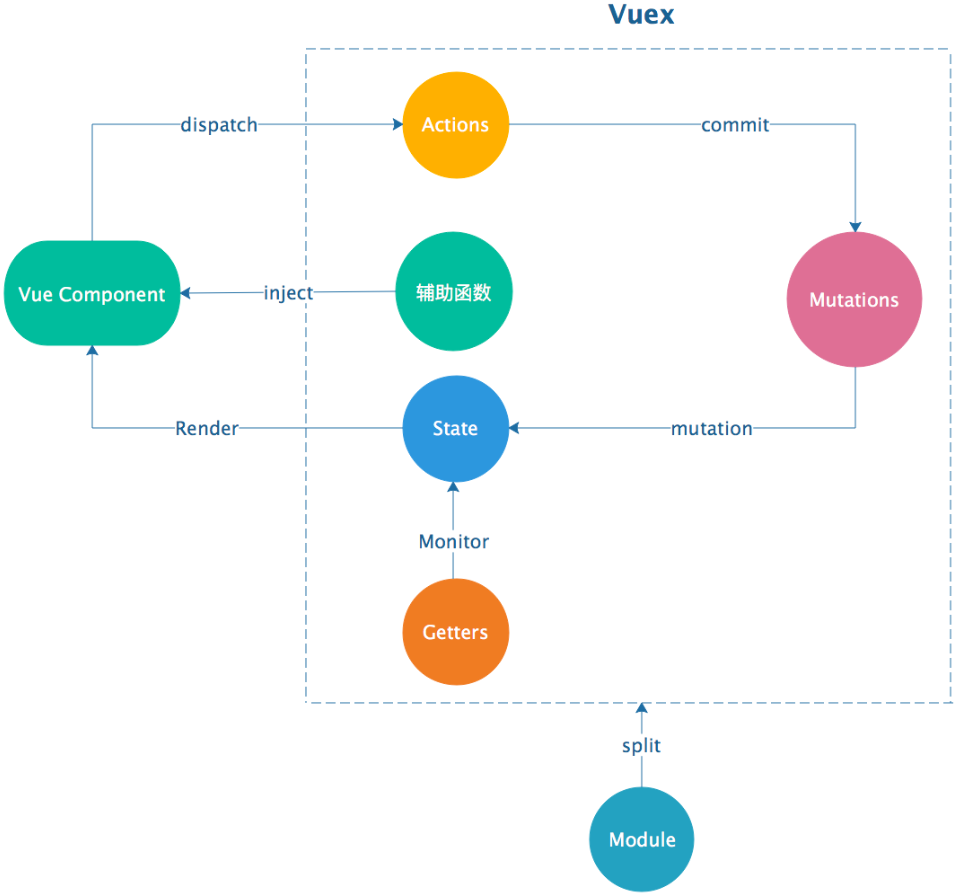 Vuex
dispatch
Actions
commit
Vue Component
inject
辅助函数
Mutations
Render
State
mutation
Monitor
Getters
split
Module